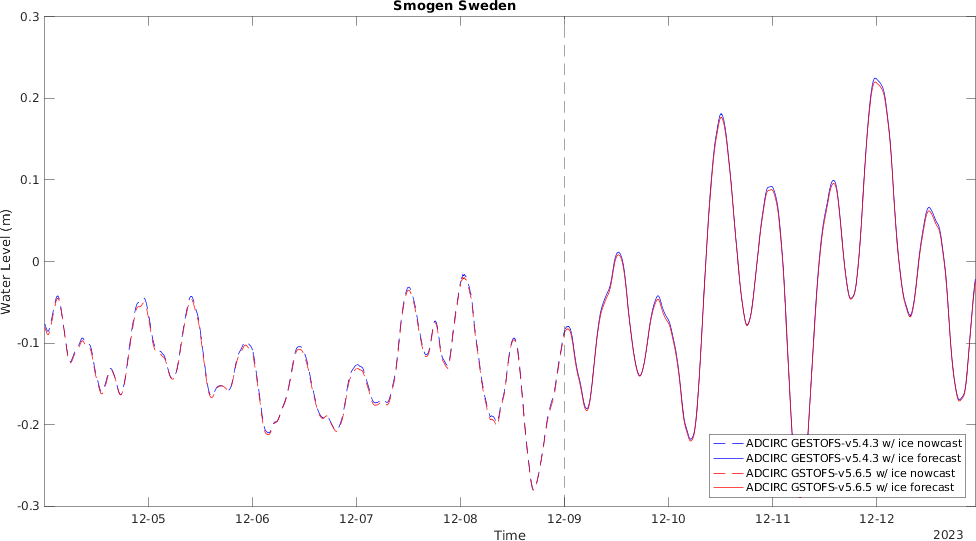 Smogen Sweden
0.3
0.2
0.1
0
-0.1
-0.2
-0.3
Water Level (m)
12-05 12-06 12-07 12-08 12-09 12-10 12-11 12-12
Time
2023
ADCIRC GESTOFS-v5.4.3 w/ ice nowcast
ADCIRC GESTOFS-v5.4.3 w/ ice forecast
ADCIRC GSTOFS-v5.6.5 w/ ice nowcast
ADCIRC GSTOFS-v5.6.5 w/ ice forecast